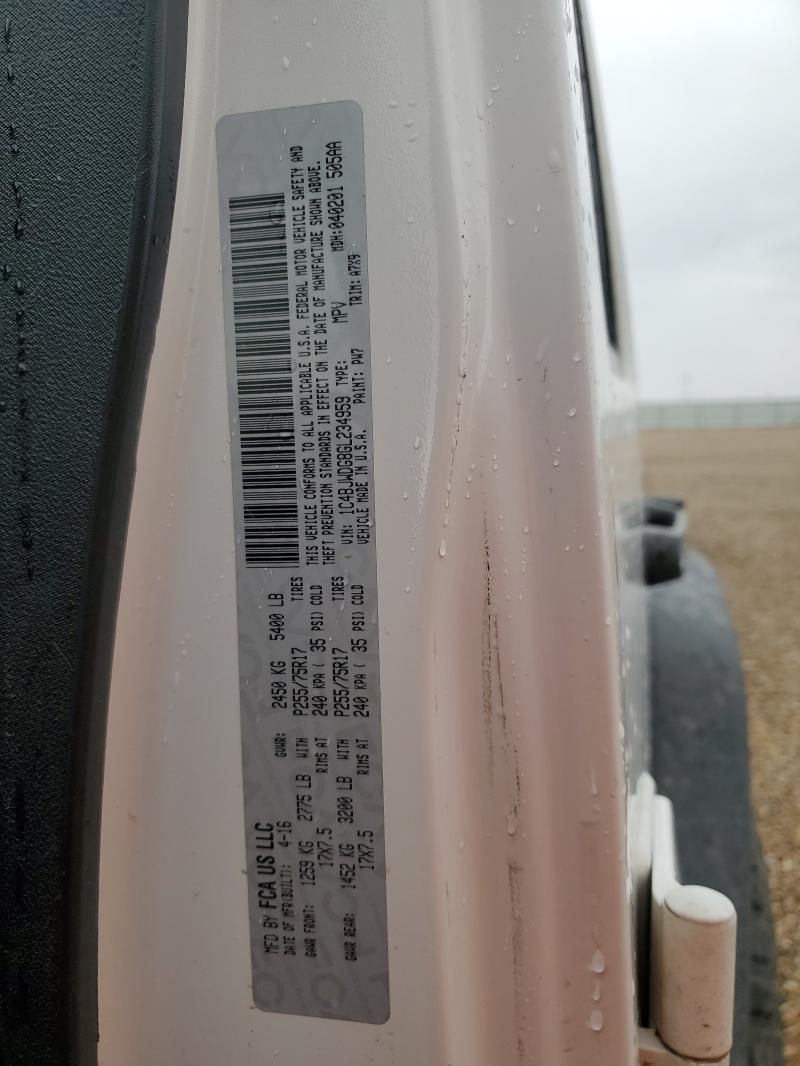 MFD BY FCA US LLC
DATE OF MFR(BUILT): 4-16 GVWR: 2450 KG 5400 LB
GAWR FRONT: 1259 KG 2775 LB WITH P255/75R17 TIRES
17X7.5 RIMS AT 240 KPA ( 35 PSI) COLD
GAWR REAR: 1452 KG 3200 LB WITH P255/75R17 TIRES
17X7.5 RIMS AT 240 KPA ( 35 PSI) COLD
THIS VEHICLE CONFORMS TO ALL APPLICABLE U.S.A. FEDERAL MOTOR VEHICLE SAFETY AND
THEFT PREVENTION STANDARDS IN EFFECT ON THE DATE OF MANUFACTURE SHOWN ABOVE.
VIN: 1C4BJWDG8GL234959 TYPE: MPV MDH:040201 505AA
VEHICLE MADE IN U.S.A. PAINT: PW7 TRIM: A7X9